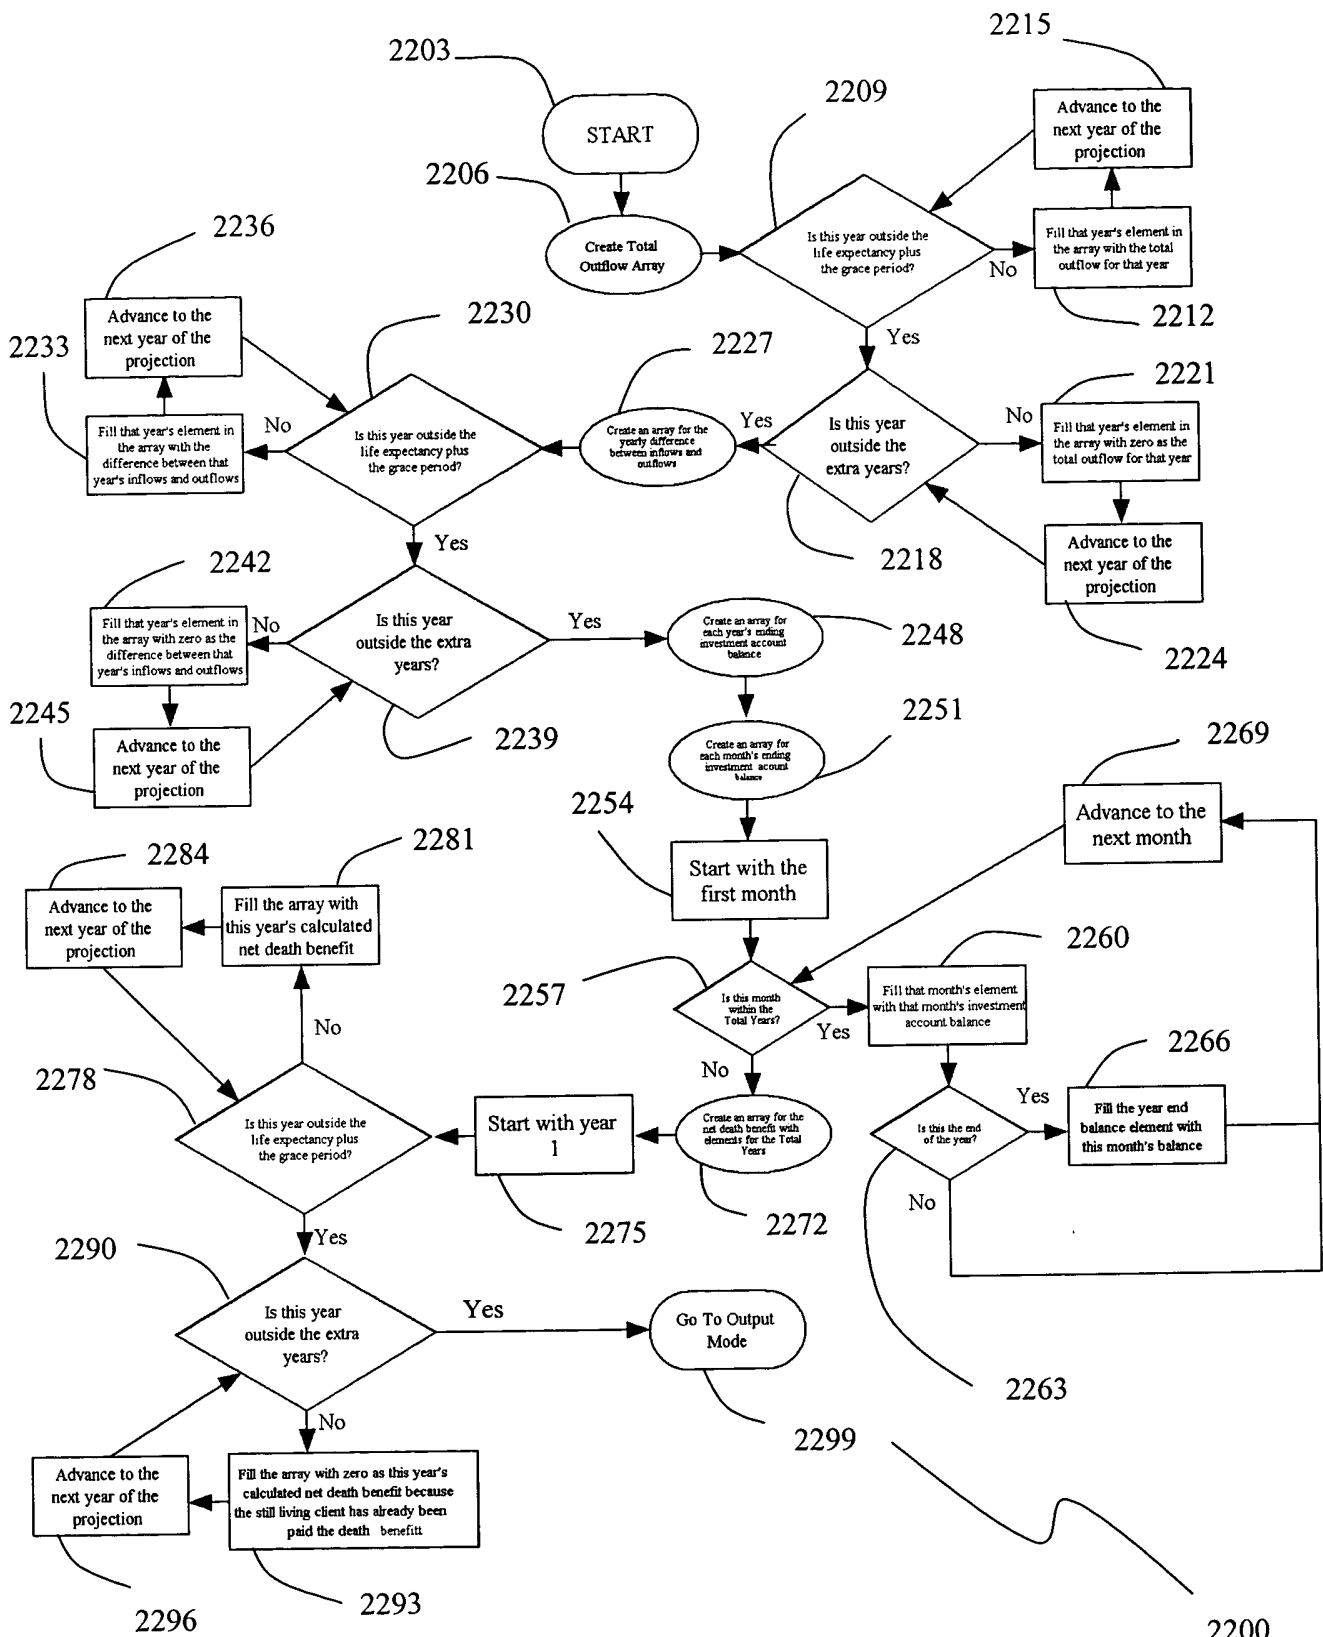 2215
2203
2209
START
Advance to the
next year of the
projection
2206
2236
Create Total
Outflow Array
Is this year outside the
life expectancy plus
the grace period?
No
Fill that year's element in
the array with the total
outflow for that year
2212
Yes
Advance to the
next year of the
projection
2230
2233
2227
2221
No
Fill that year's element in
the array with the
difference between that
year's inflows and outflows
Is this year outside the
life expectancy plus
the grace period?
Create an array for the
yearly difference
between inflows and
outflows
Yes
Is this year
outside the
extra years?
No
Fill that year's element in
the array with zero as the
total outflow for that year
Yes
2218
Advance to the
next year of the
projection
2224
2242
Fill that year's element in
the array with zero as the
difference between that
year's inflows and outflows
No
Is this year
outside the extra
years?
Yes
Create an array for
each year's ending
investment account
balance
2248
2245
2239
2251
Advance to the
next year of the
projection
Create an array for
each month's ending
investment acount
balance
2269
2254
Advance to the
next month
2284
2281
Start with the
first month
Advance to the
next year of the
projection
Fill the array with
this year's calculated
net death benefit
2260
2257
Is this month
within the
Total Years?
Yes
Fill that month's element
with that month's investment
account balance
No
No
2266
2278
Is this year outside the
life expectancy plus
the grace period?
Start with year
1
Create an array for the
net death benefit with
elements for the Total
Years
Is this the end
of the year?
Yes
Fill the year end
balance element with
this month's balance
No
2275
2272
Yes
2290
Is this year
outside the extra
years?
Yes
Go To Output
Mode
2263
No
2299
Advance to the
next year of the
projection
Fill the array with zero as this year's
calculated net death benefit because
the still living client has already been
paid the death benefitt
2296
2293
2200